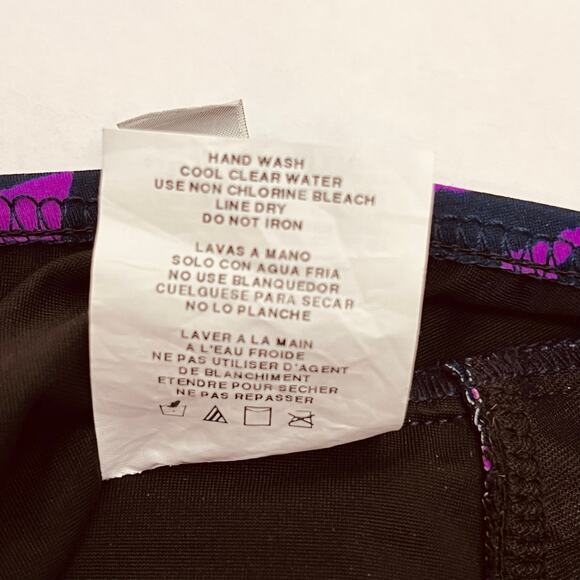 HAND WASH
COOL CLEAR WATER
USE NON CHLORINE BLEACH
LINE DRY
DO NOT IRON
LAVAS A MANO
SOLO CON AGUA FRIA
NO USE BLANQUEDOR
CUELGUESE PARA SECAR
NO LO PLANCHE
LAVER A LA MAIN
A L'EAU FROIDE
NE PAS UTILISER D'AGENT
DE BLANCHIMENT
ETENDRE POUR SECHER
NE PAS REPASSER